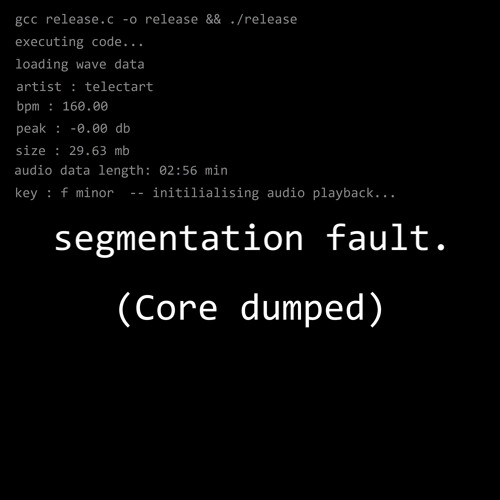 gcc release.c -o release && ./release
executing code...
loading wave data
artist : telectart
bpm : 160.00
peak : -0.00 db
size : 29.63 mb
audio data length: 02:56 min
key : f minor  -- initilialising audio playback...
segmentation fault.
(Core dumped)